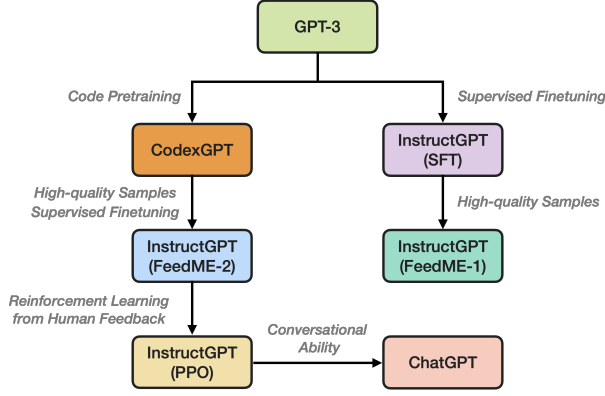 GPT-3
Code Pretraining
Supervised Finetuning
CodexGPT
InstructGPT
(SFT)
High-quality Samples
Supervised Finetuning
High-quality Samples
InstructGPT
(FeedME-2)
InstructGPT
(FeedME-1)
Reinforcement Learning
from Human Feedback
Conversational
Ability
InstructGPT
(PPO)
ChatGPT